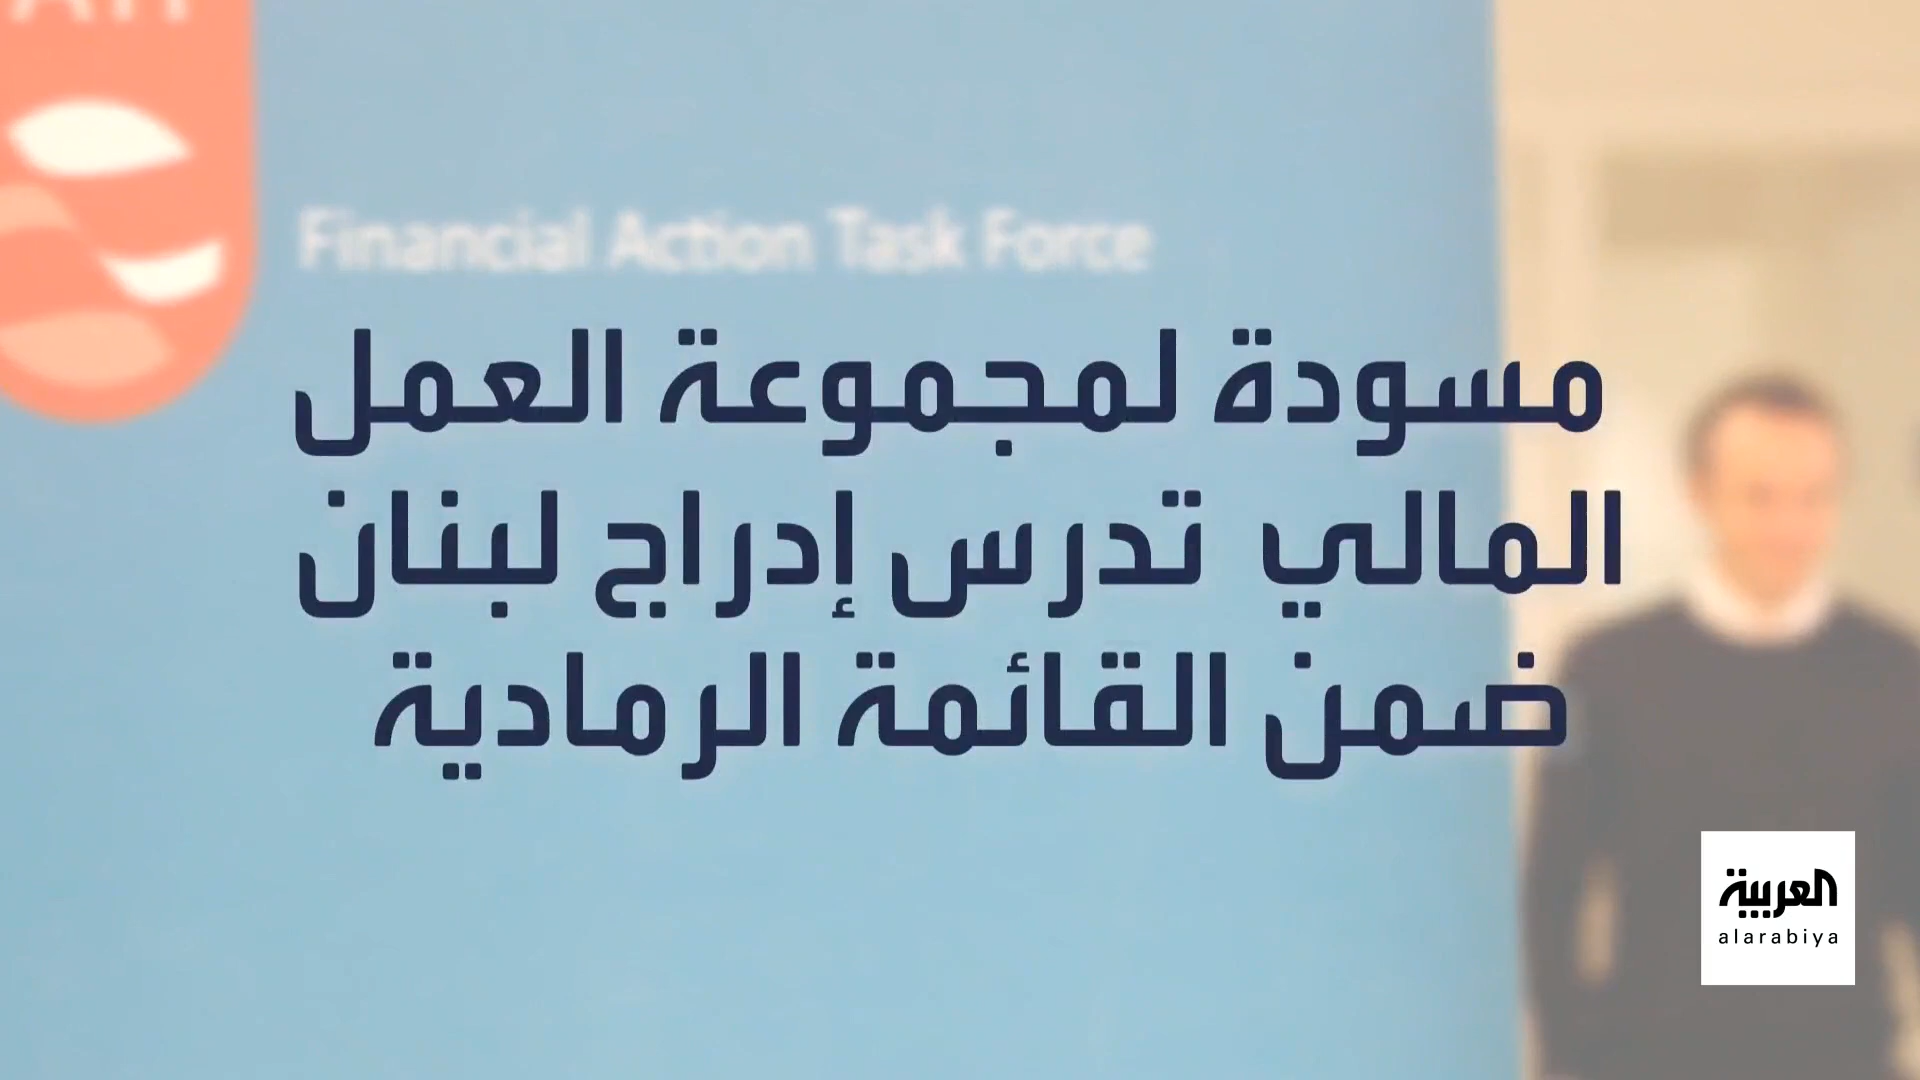 Financial Action Task Force
مسودة لمجموعة العمل
المالي تدرس إدراج لبنان
ضمن القائمة الرمادية
العربية
alarabiya